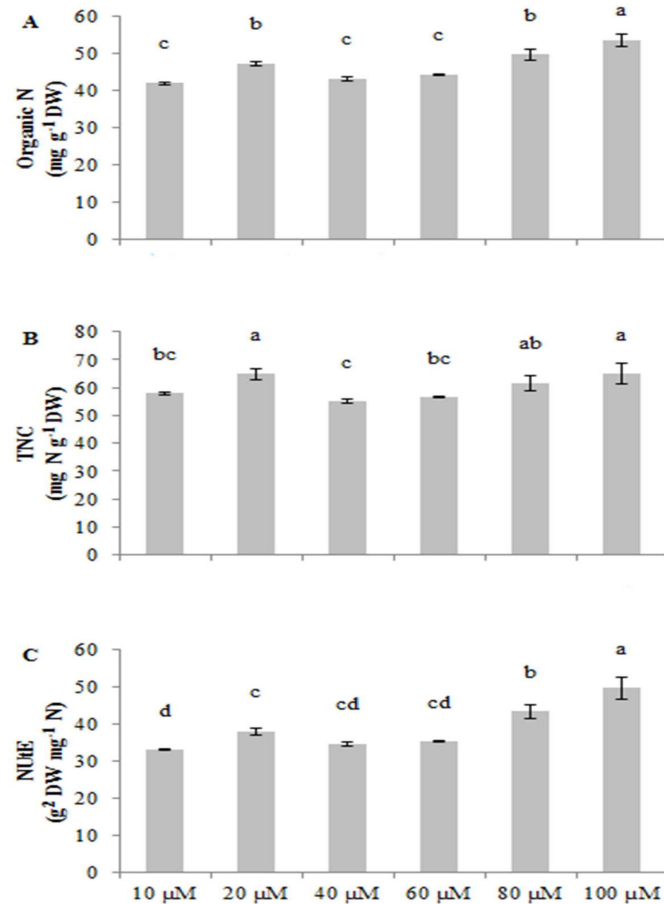 A
Organic N
(mg g⁻¹ DW)
60
50
40
30
20
10
0
c b c c b a
B
TNC
(mg N g⁻¹ DW)
80
70
60
50
40
30
20
10
0
bc a c bc ab a
C
NUtE
(g² DW mg⁻¹ N)
60
50
40
30
20
10
0
d c cd cd b a
10 μM 20 μM 40 μM 60 μM 80 μM 100 μM